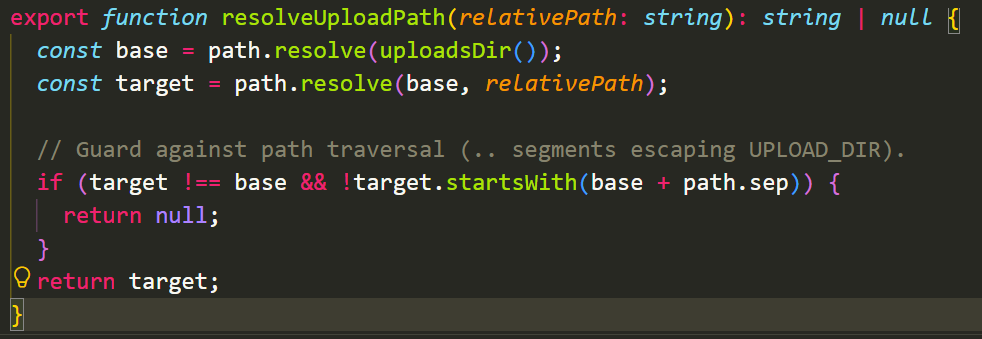 export function resolveUploadPath(relativePath: string): string | null {
  const base = path.resolve(uploadsDir());
  const target = path.resolve(base, relativePath);

  // Guard against path traversal (.. segments escaping UPLOAD_DIR).
  if (target !== base && !target.startsWith(base + path.sep)) {
    return null;
  }
  return target;
}